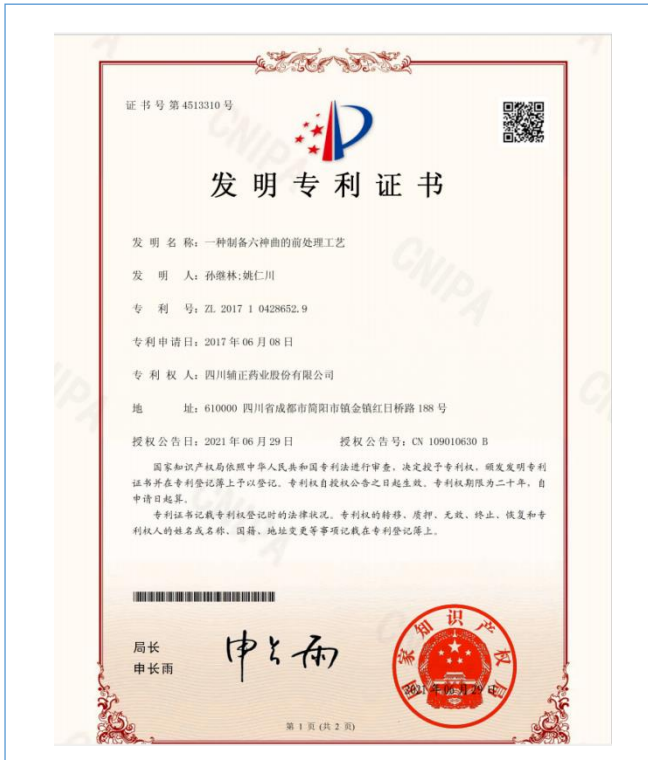 证书号第4513310号
发明专利证书
发 明 名 称：一种制备六神曲的前处理工艺
发 明 人：孙继林;姚仁川
专 利 号：ZL 2017 1 0428652.9
专利申请日：2017年06月08日
专 利 权 人：四川辅正药业股份有限公司
地 址：610000 四川省成都市简阳市镇金镇红日桥路188号
授权公告日：2021年06月29日 授权公告号：CN 109010630 B
国家知识产权局依照中华人民共和国专利法进行审查，决定授予专利权，颁发发明专利
证书并在专利登记簿上予以登记。专利权自授权公告之日起生效。专利权期限为二十年，自
申请日起算。
专利证书记载专利权登记时的法律状况。专利权的转移、质押、无效、终止、恢复和专
利权人的姓名或名称、国籍、地址变更等事项记载在专利登记簿上。
局长
申长雨
申长雨
国家知识产权局
2021年06月29日
第 1 页 (共 2 页)
CNIPA
CNIPA
CNIPA